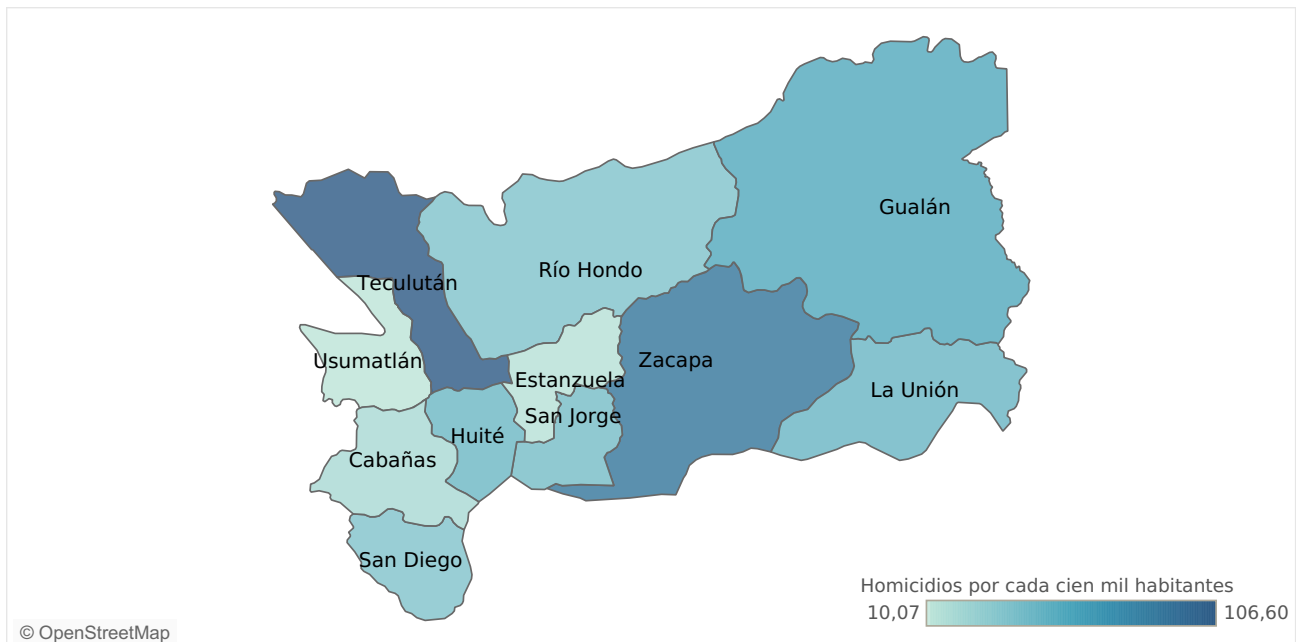 Gualán
Río Hondo
Teculután
Usumatlán
Zacapa
Estanzuela
La Unión
San Jorge
Huité
Cabañas
San Diego
Homicidios por cada cien mil habitantes
10,07 106,60
© OpenStreetMap